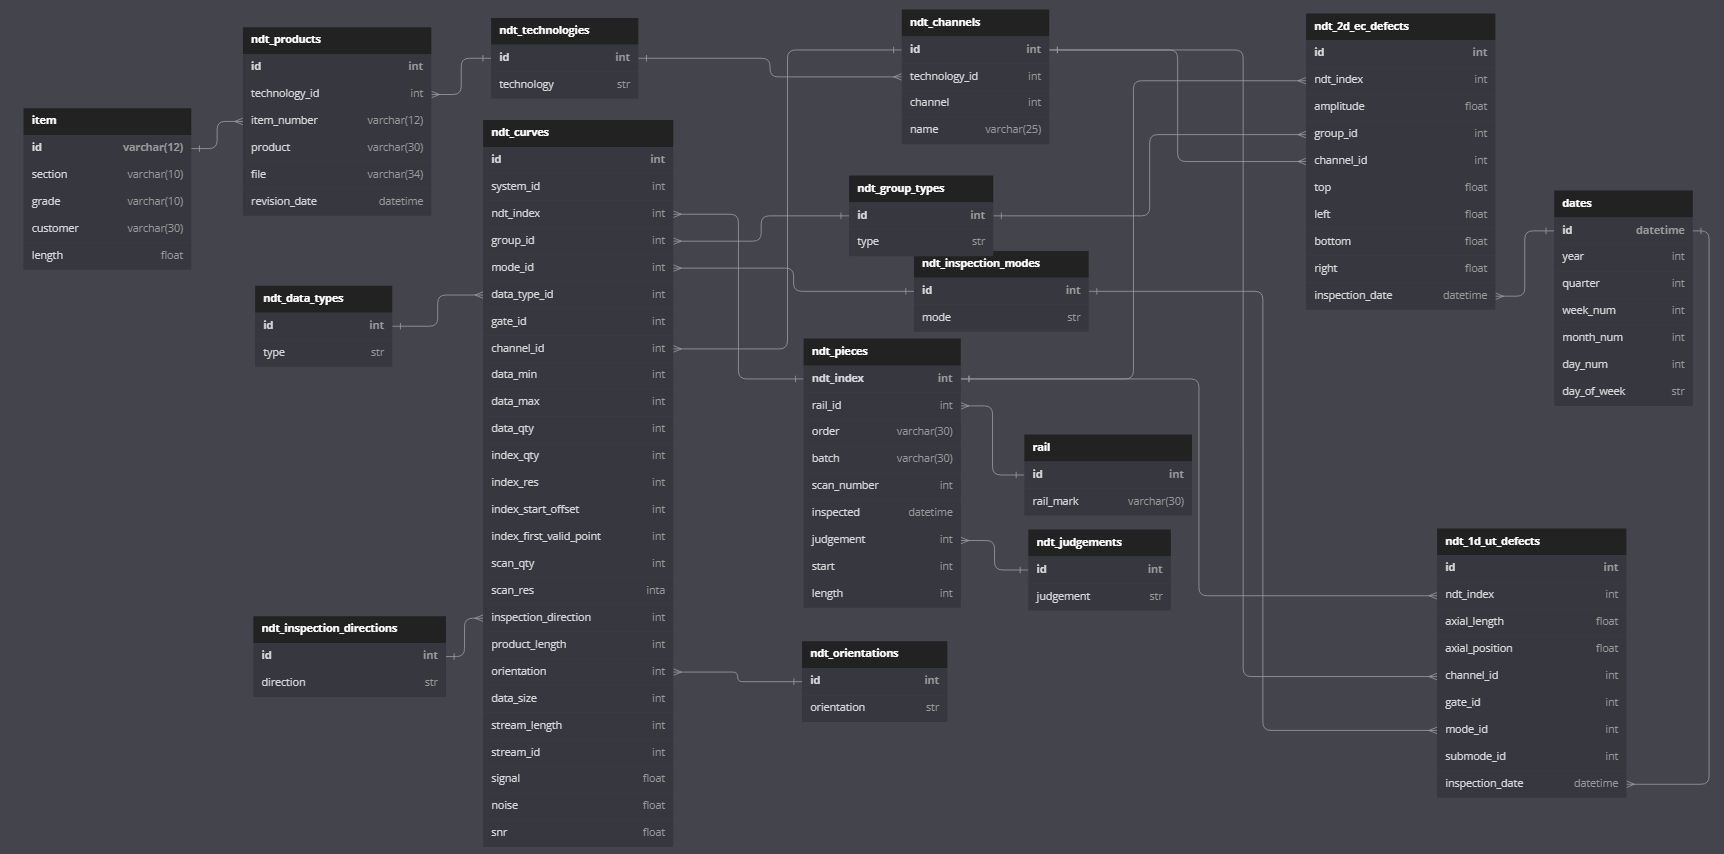 item
id varchar(12)
section varchar(10)
grade varchar(10)
customer varchar(30)
length float
ndt_products
id int
technology_id int
item_number varchar(12)
product varchar(30)
file varchar(34)
revision_date datetime
ndt_technologies
id int
technology str
ndt_data_types
id int
type str
ndt_inspection_directions
id int
direction str
ndt_curves
id int
system_id int
ndt_index int
group_id int
mode_id int
data_type_id int
gate_id int
channel_id int
data_min int
data_max int
data_qty int
index_qty int
index_res int
index_start_offset int
index_first_valid_point int
scan_qty int
scan_res inta
inspection_direction int
product_length int
orientation int
data_size int
stream_length int
stream_id int
signal float
noise float
snr float
ndt_channels
id int
technology_id int
channel int
name varchar(25)
ndt_group_types
id int
type str
ndt_inspection_modes
id int
mode str
ndt_pieces
ndt_index int
rail_id int
order varchar(30)
batch varchar(30)
scan_number int
inspected datetime
judgement int
start int
length int
rail
id int
rail_mark varchar(30)
ndt_judgements
id int
judgement str
ndt_orientations
id int
orientation str
ndt_2d_ec_defects
id int
ndt_index int
amplitude float
group_id int
channel_id int
top float
left float
bottom float
right float
inspection_date datetime
dates
id datetime
year int
quarter int
week_num int
month_num int
day_num int
day_of_week str
ndt_1d_ut_defects
id int
ndt_index int
axial_length float
axial_position float
channel_id int
gate_id int
mode_id int
submode_id int
inspection_date datetime